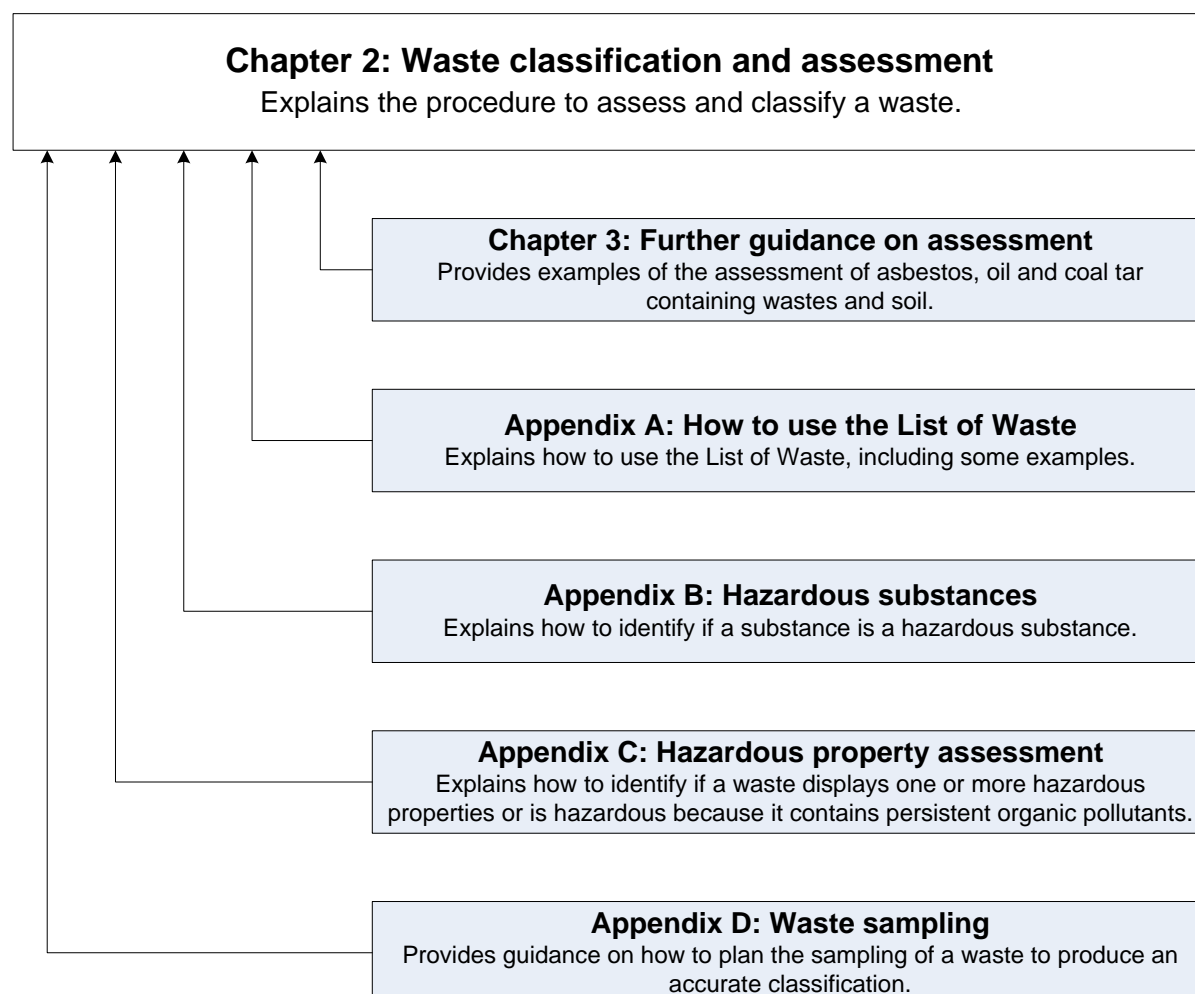 Chapter 2: Waste classification and assessment
Explains the procedure to assess and classify a waste.
Chapter 3: Further guidance on assessment
Provides examples of the assessment of asbestos, oil and coal tar
containing wastes and soil.
Appendix A: How to use the List of Waste
Explains how to use the List of Waste, including some examples.
Appendix B: Hazardous substances
Explains how to identify if a substance is a hazardous substance.
Appendix C: Hazardous property assessment
Explains how to identify if a waste displays one or more hazardous
properties or is hazardous because it contains persistent organic pollutants.
Appendix D: Waste sampling
Provides guidance on how to plan the sampling of a waste to produce an
accurate classification.